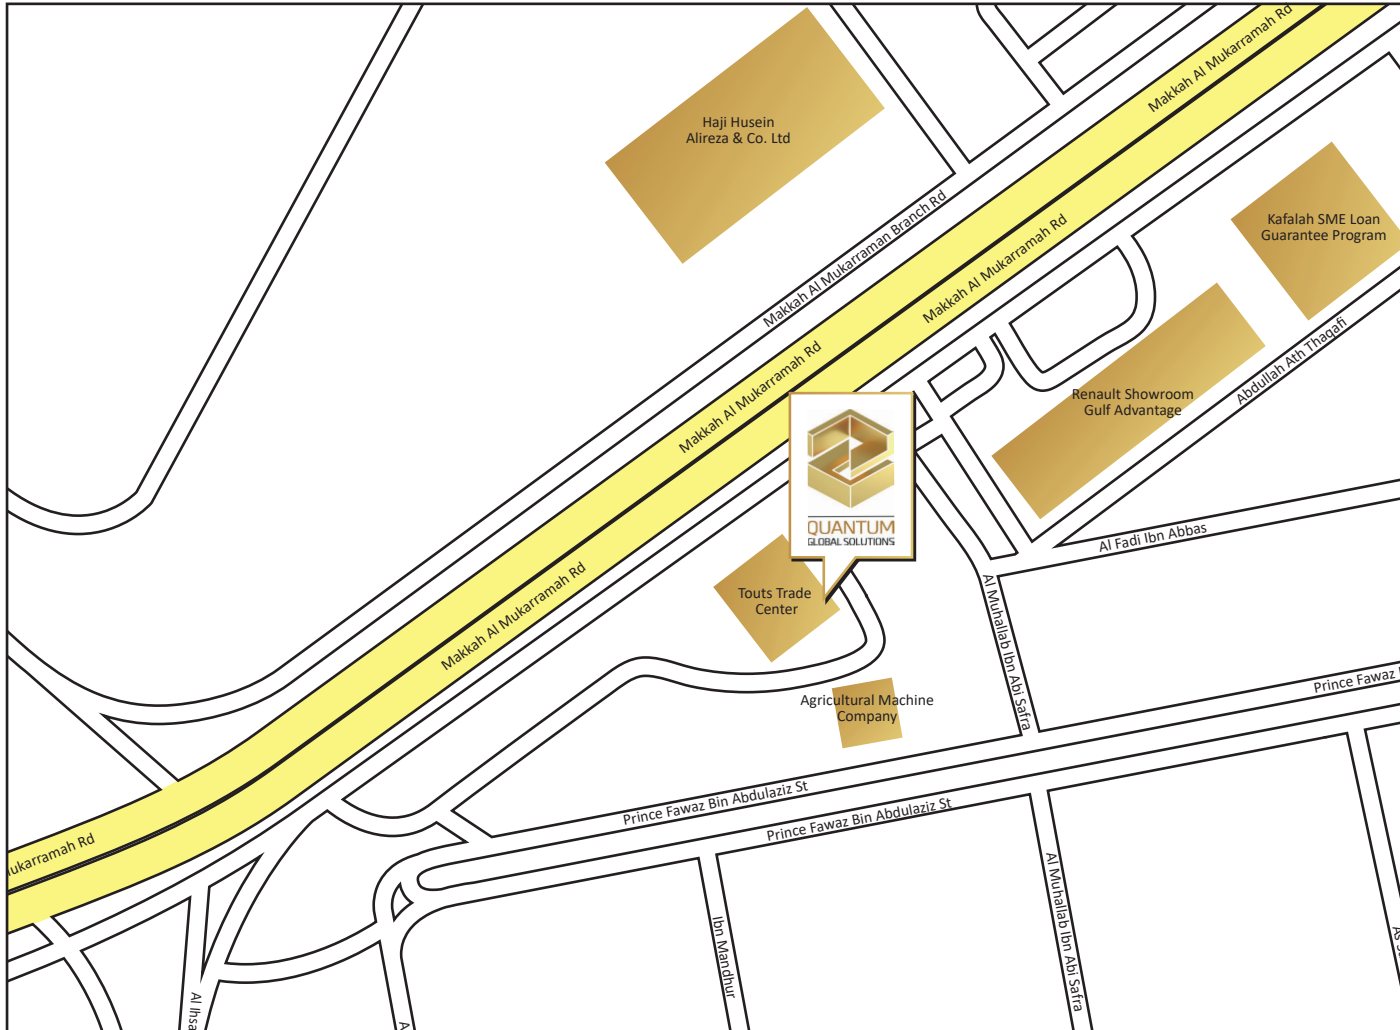 Makkah Al Mukarramah Rd
Haji Husein
Alireza & Co. Ltd
Kafalah SME Loan
Guarantee Program
Makkah Al Mukarraman Branch Rd
Makkah Al Mukarramah Rd
Abdullah Ath Thaqafi
Makkah Al Mukarramah Rd
Renault Showroom
Gulf Advantage
QUANTUM
GLOBAL SOLUTIONS
Al Fadi Ibn Abbas
Makkah Al Mukarramah Rd
Touts Trade
Center
Al Muhallab Ibn Abi Safra
Prince Fawaz
Agricultural Machine
Company
Prince Fawaz Bin Abdulaziz St
Prince Fawaz Bin Abdulaziz St
ukarramah Rd
Al Muhallab Ibn Abi Safra
Ibn Mandhur
Al Ihsa
A